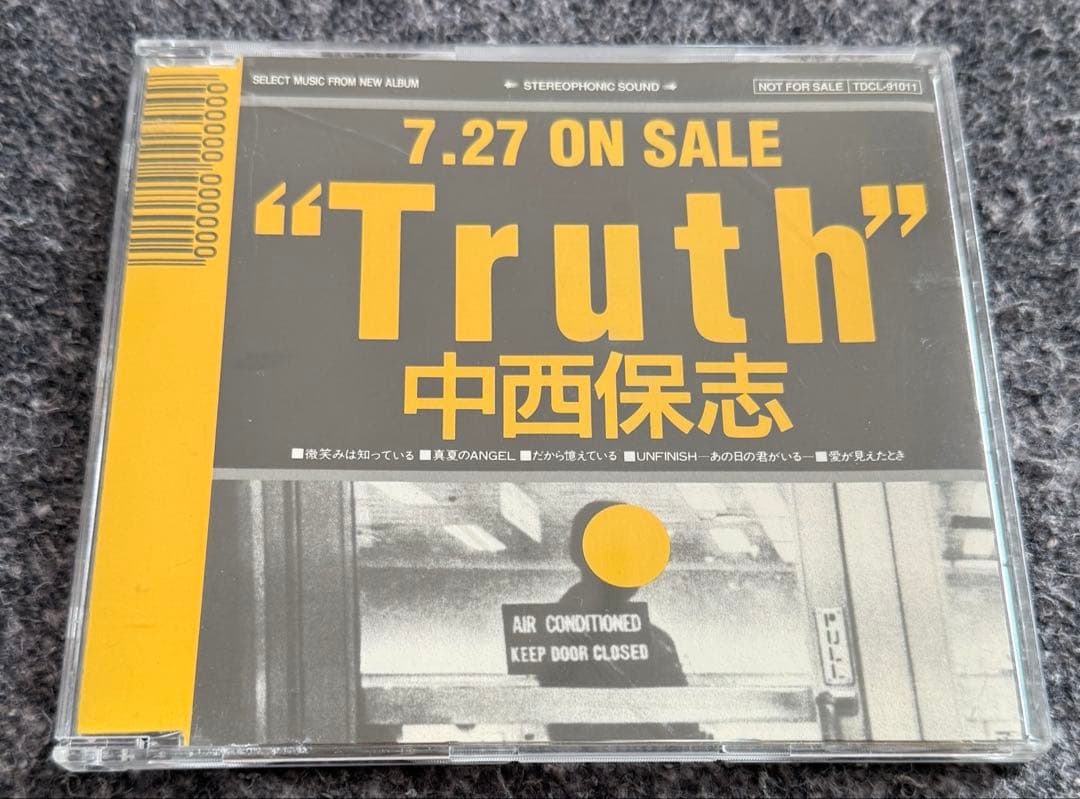 SELECT MUSIC FROM NEW ALBUM
STEREOPHONIC SOUND
NOT FOR SALE TDCL-91011
000000 000000
000000
7.27 ON SALE
“Truth”
中西保志
■微笑みは知っている ■真夏のANGEL ■だから憶えている ■UNFINISH—あの日の君がいる— ■愛が見えたとき
AIR CONDITIONED
KEEP DOOR CLOSED
PULL